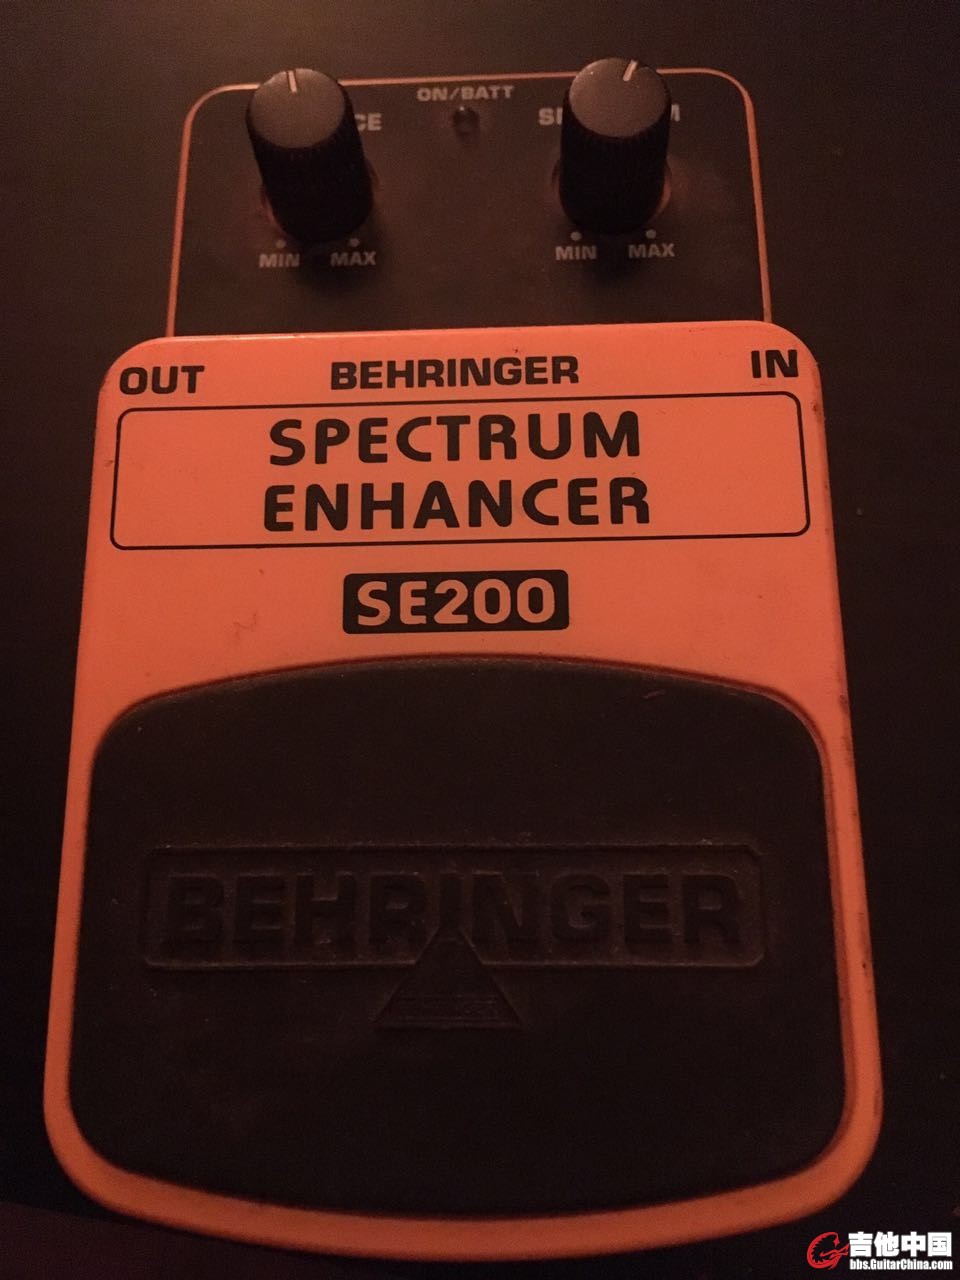 ON/BATT
MIN MAX MIN MAX
OUT BEHRINGER IN
SPECTRUM
ENHANCER
SE200
BEHRINGER
吉他中国
bbs.GuitarChina.com